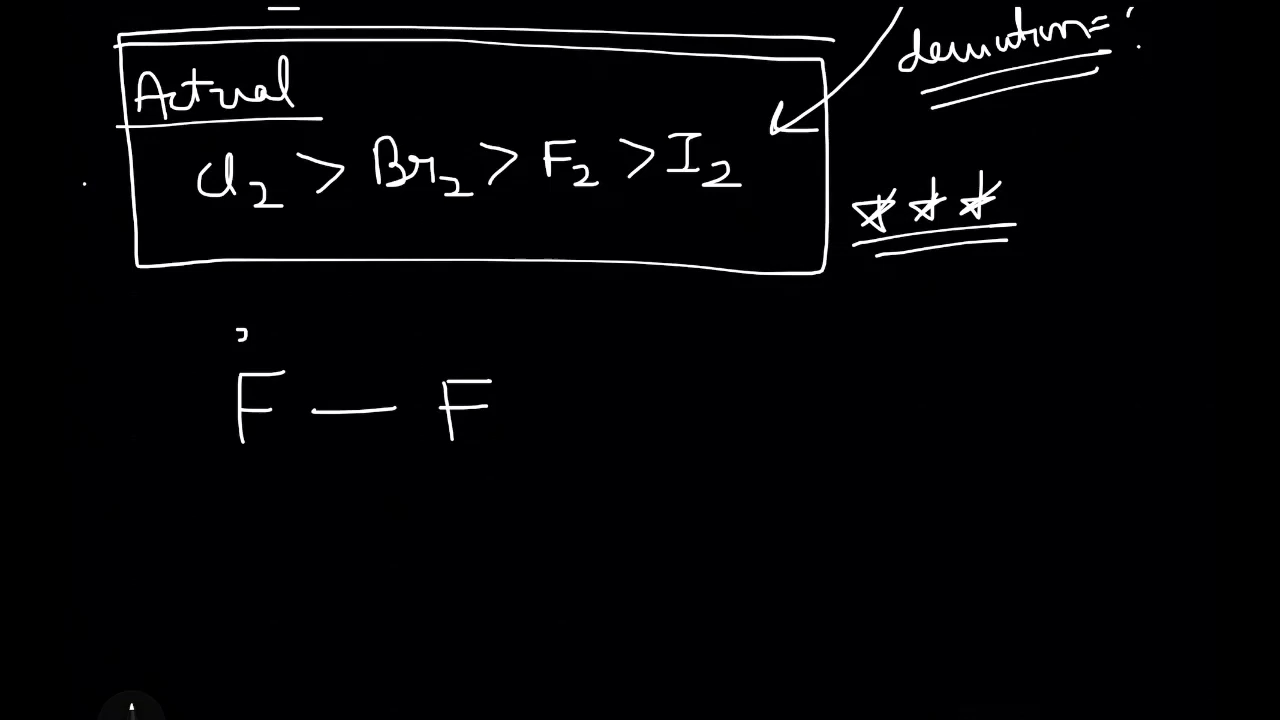 deviation = ?
Actual
Cl2 > Br2 > F2 > I2
F — F